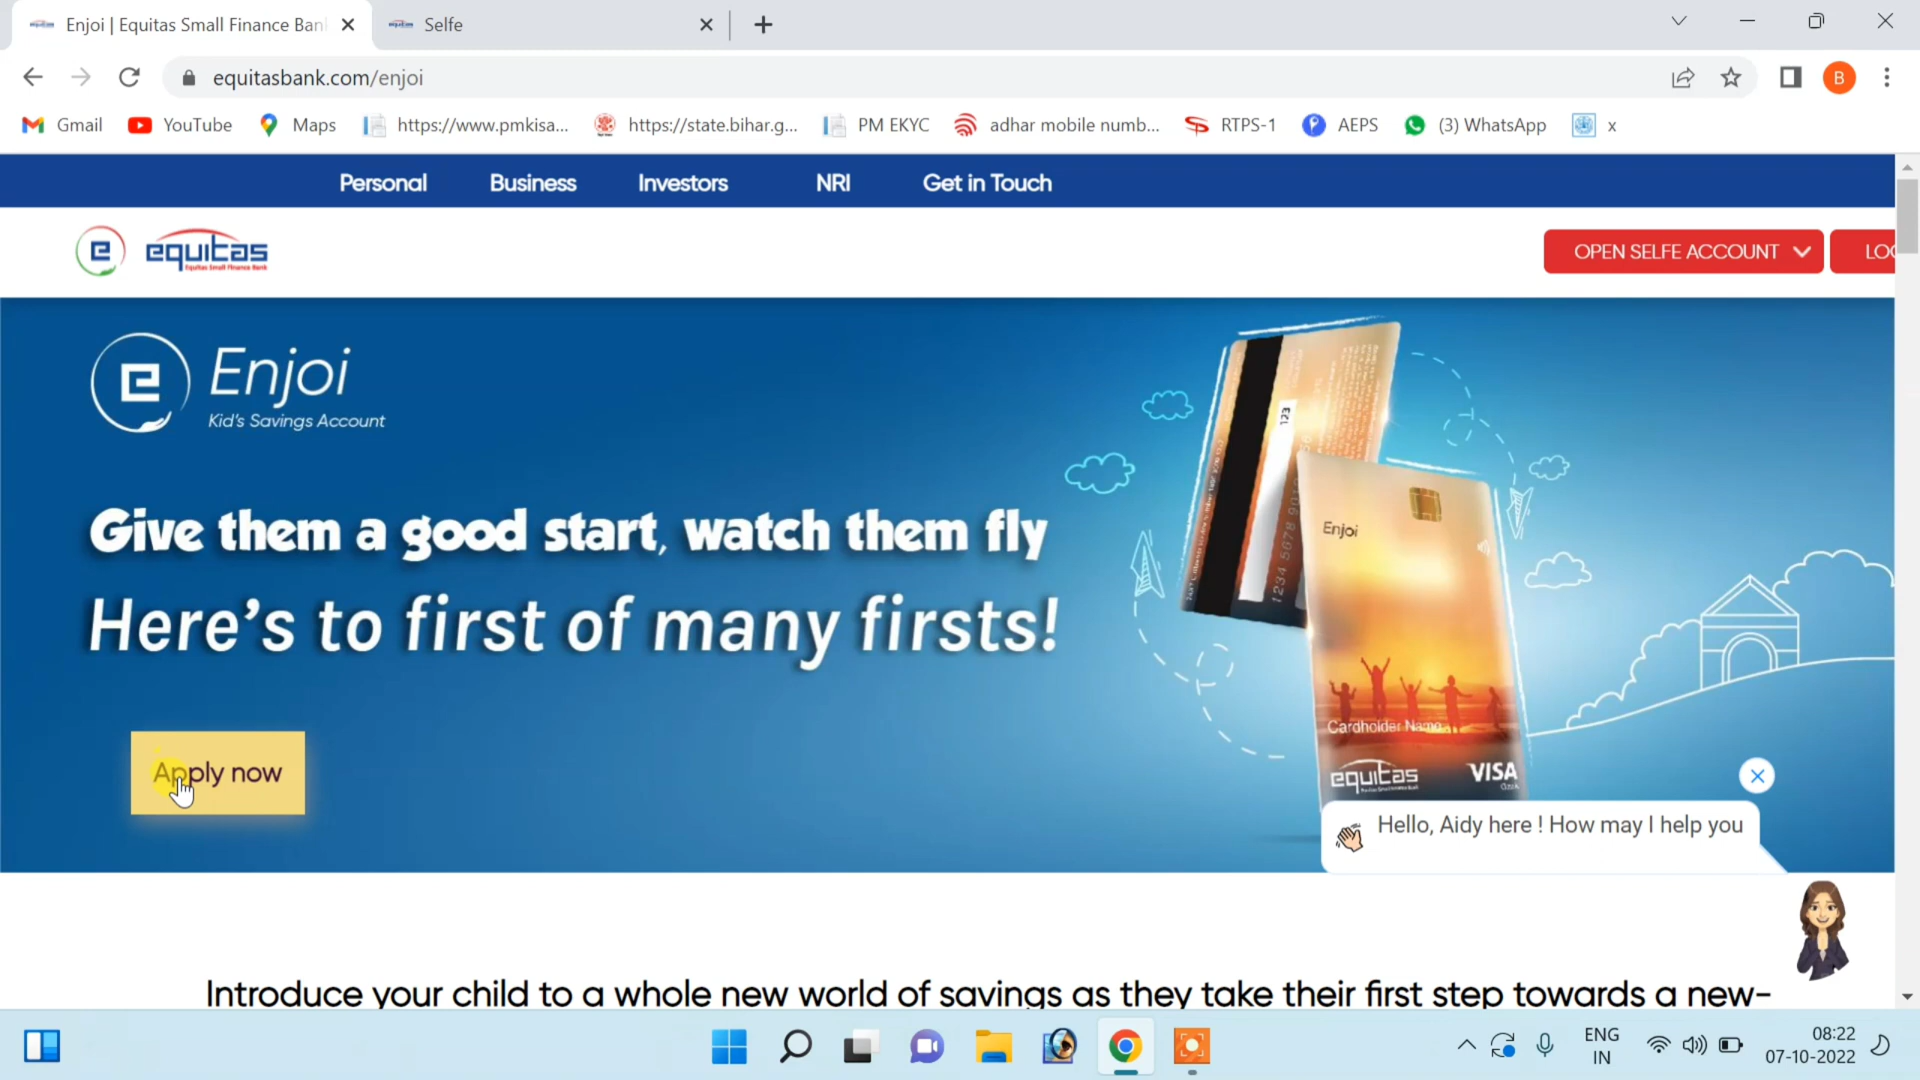 Enjoi | Equitas Small Finance Ban
Selfe
equitasbank.com/enjoi
B
Gmail
YouTube
Maps
https://www.pmkisa...
https://state.bihar.g...
PM EKYC
adhar mobile numb...
RTPS-1
AEPS
(3) WhatsApp
x
Personal
Business
Investors
NRI
Get in Touch
equitas
Equitas Small Finance Bank
OPEN SELFE ACCOUNT
LOG
Enjoi
Kid's Savings Account
Give them a good start, watch them fly
Here's to first of many firsts!
123
Enjoi
Cardholder Name
equitas
VISA
Apply now
Hello, Aidy here ! How may I help you
Introduce your child to a whole new world of savings as they take their first step towards a new-
ENG
IN
08:22
07-10-2022